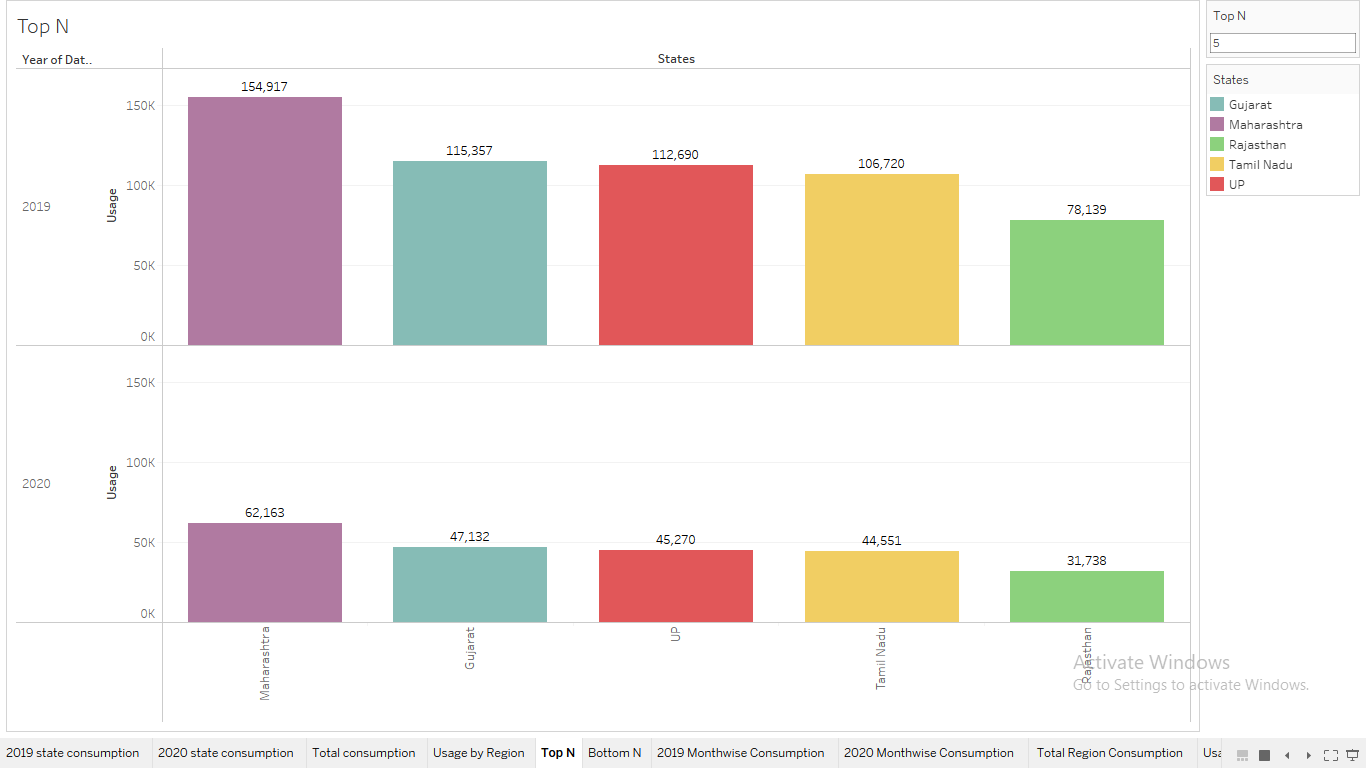 Top N
Year of Dat..
States
2019
Usage
150K
100K
50K
0K
154,917
115,357
112,690
106,720
78,139
2020
Usage
150K
100K
50K
0K
62,163
47,132
45,270
44,551
31,738
Maharashtra
Gujarat
UP
Tamil Nadu
Rajasthan
Top N
5
States
Gujarat
Maharashtra
Rajasthan
Tamil Nadu
UP
Activate Windows
Go to Settings to activate Windows.
2019 state consumption
2020 state consumption
Total consumption
Usage by Region
Top N
Bottom N
2019 Monthwise Consumption
2020 Monthwise Consumption
Total Region Consumption
Usa